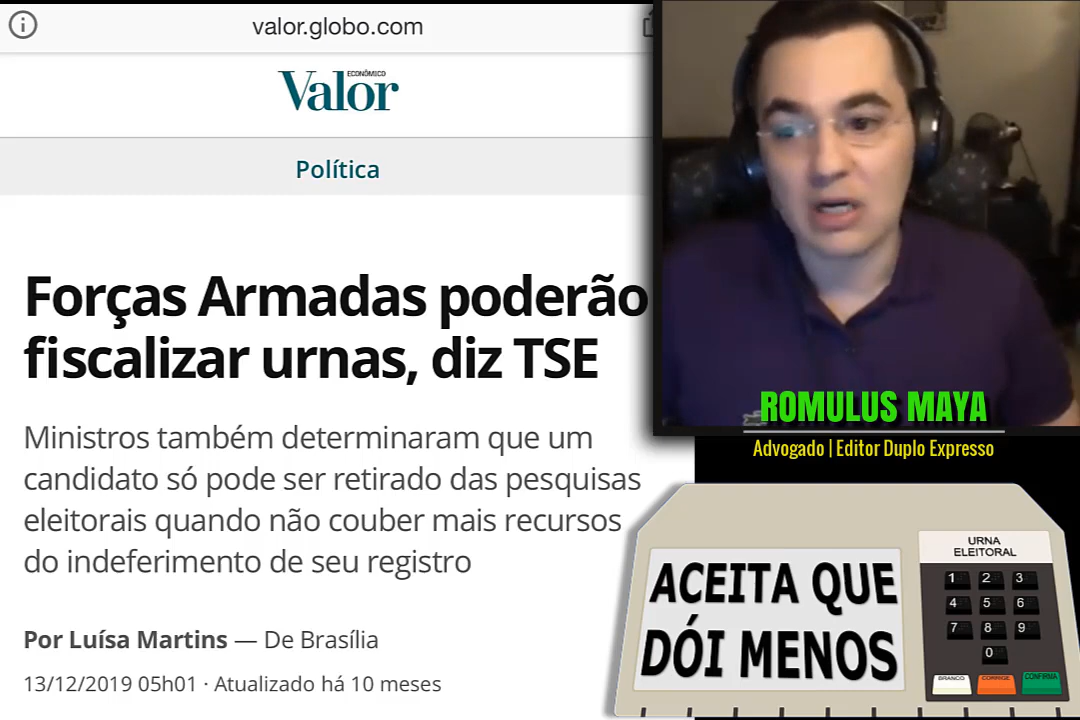 valor.globo.com
ECONÔMICO
Valor
Política
Forças Armadas poderão
fiscalizar urnas, diz TSE
Ministros também determinaram que um
candidato só pode ser retirado das pesquisas
eleitorais quando não couber mais recursos
do indeferimento de seu registro
Por Luísa Martins — De Brasília
13/12/2019 05h01 · Atualizado há 10 meses
ROMULUS MAYA
Advogado | Editor Duplo Expresso
ACEITA QUE
DÓI MENOS
URNA
ELEITORAL
1 2 3
4 5 6
7 8 9
0
BRANCO CORRIGE CONFIRMA